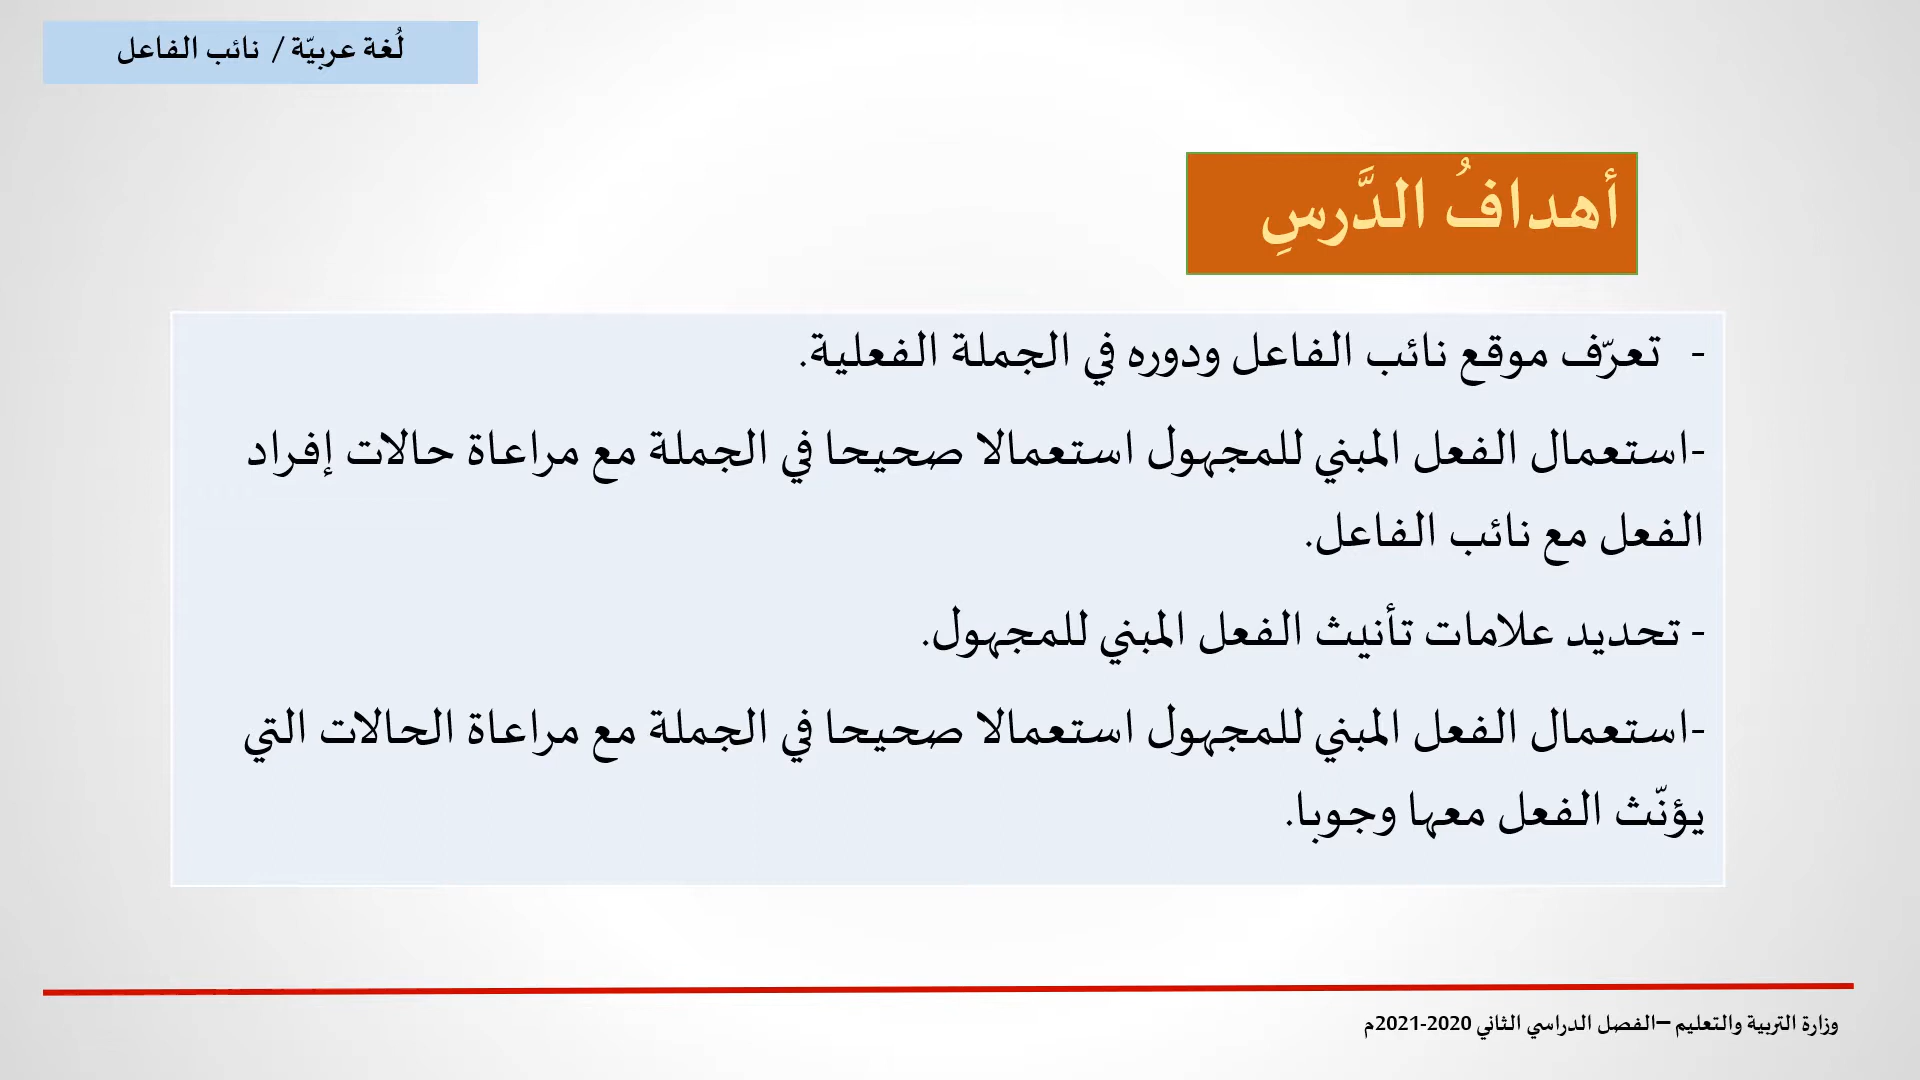 لُغة عربيّة / نائب الفاعل
أهدافُ الدَّرسِ
- تعرّف موقع نائب الفاعل ودوره في الجملة الفعلية.
-استعمال الفعل المبني للمجهول استعمالا صحيحا في الجملة مع مراعاة حالات إفراد
الفعل مع نائب الفاعل.
- تحديد علامات تأنيث الفعل المبني للمجهول.
-استعمال الفعل المبني للمجهول استعمالا صحيحا في الجملة مع مراعاة الحالات التي
يؤنّث الفعل معها وجوبا.
وزارة التربية والتعليم –الفصل الدراسي الثاني 2020-2021م